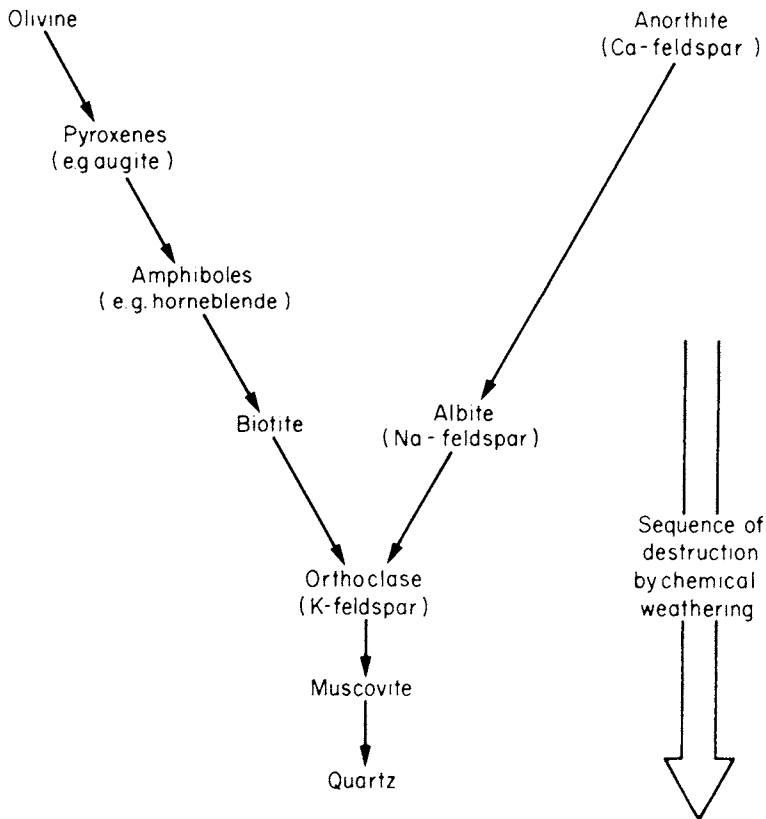 Olivine
Anorthite
(Ca-feldspar)
Pyroxenes
(e.g augite)
Amphiboles
(e.g. horneblende)
Biotite
Albite
(Na-feldspar)
Sequence of
destruction
by chemical
weathering
Orthoclase
(K-feldspar)
Muscovite
Quartz